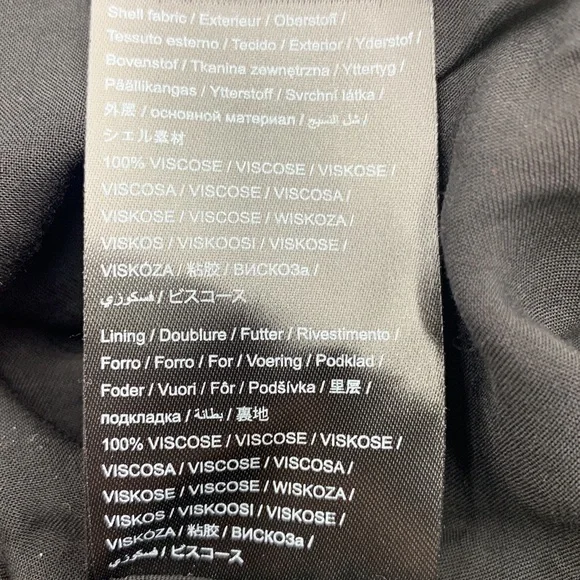 Shell fabric / Exterieur / Oberstoff /
Tessuto esterno / Tecido / Exterior / Yderstof /
Bovenstof / Tkanina zewnętrzna / Yttertyg /
Päällikangas / Ytterstoff / Svrchní látka /
外层 / основной материал / شل النسيج /
シェル素材
100% VISCOSE / VISCOSE / VISKOSE /
VISCOSA / VISCOSE / VISCOSA /
VISKOSE / VISCOSE / WISKOZA /
VISKOS / VISKOOSI / VISKOSE /
VISKÓZA / 粘胶 / ВИСКОЗа /
فسكوزي / ビスコース
Lining / Doublure / Futter / Rivestimento /
Forro / Forro / For / Voering / Podklad /
Foder / Vuori / Fôr / Podšívka / 里层 /
подкладка / بطانة / 裏地
100% VISCOSE / VISCOSE / VISKOSE /
VISCOSA / VISCOSE / VISCOSA /
VISKOSE / VISCOSE / WISKOZA /
VISKOS / VISKOOSI / VISKOSE /
VISKÓZA / 粘胶 / ВИСКОЗа /
فسكوزي / ビスコース